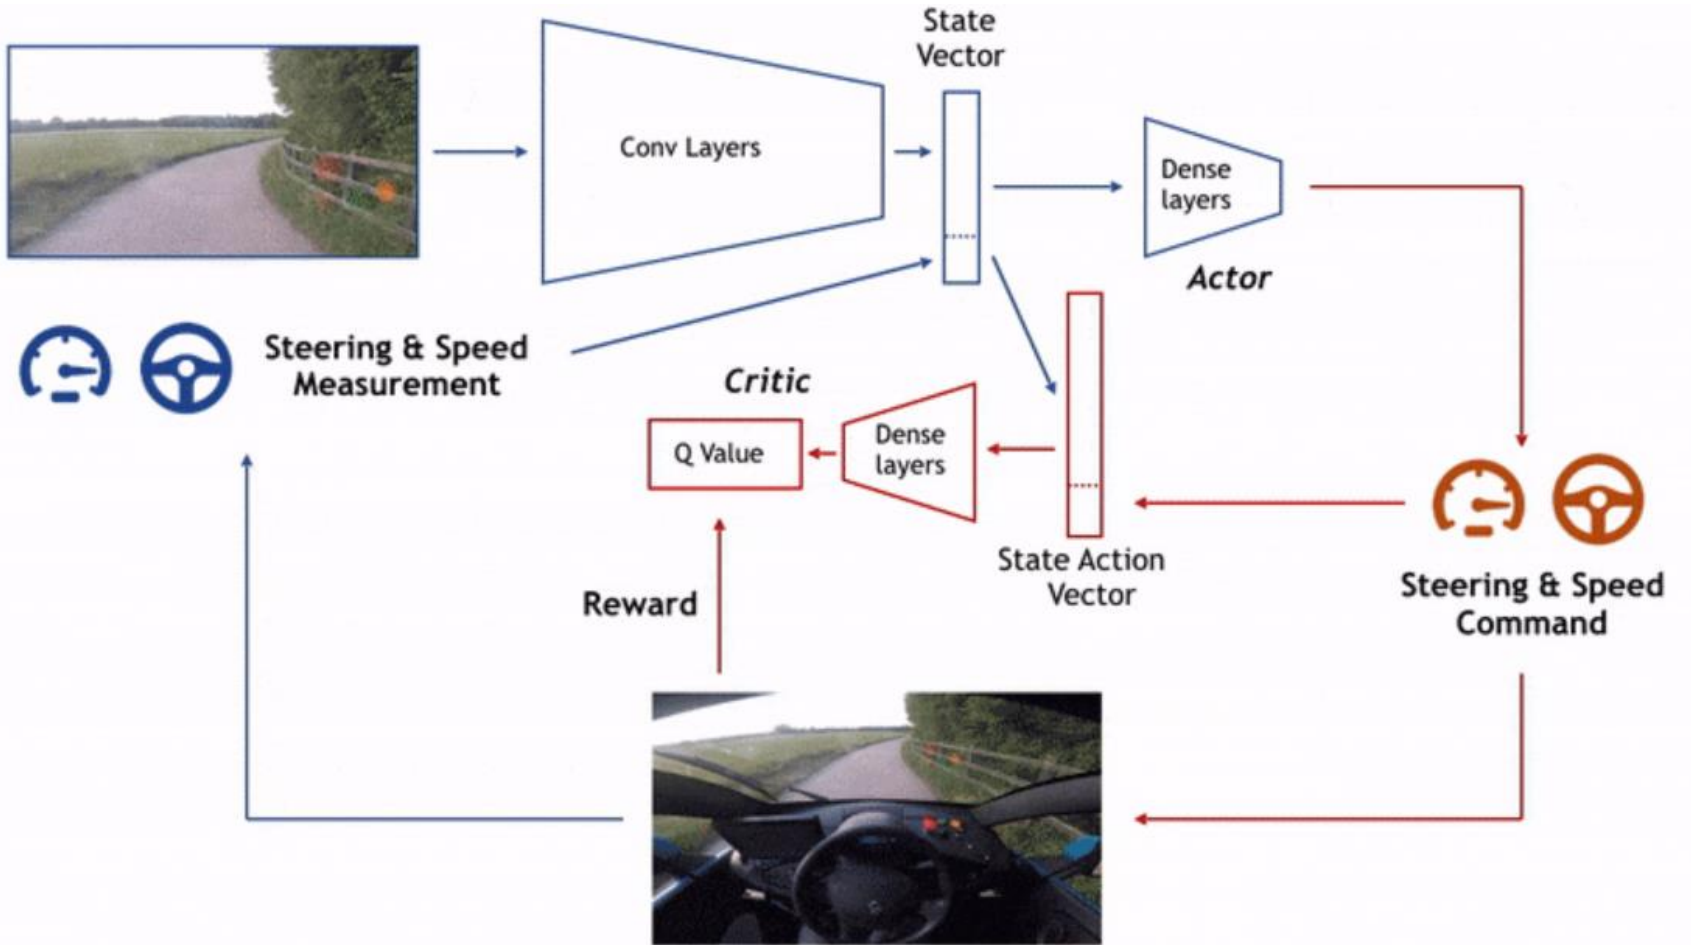 State
Vector
Conv Layers
Dense
layers
Actor
Steering & Speed
Measurement
Critic
Q Value
Dense
layers
State Action
Vector
Reward
Steering & Speed
Command